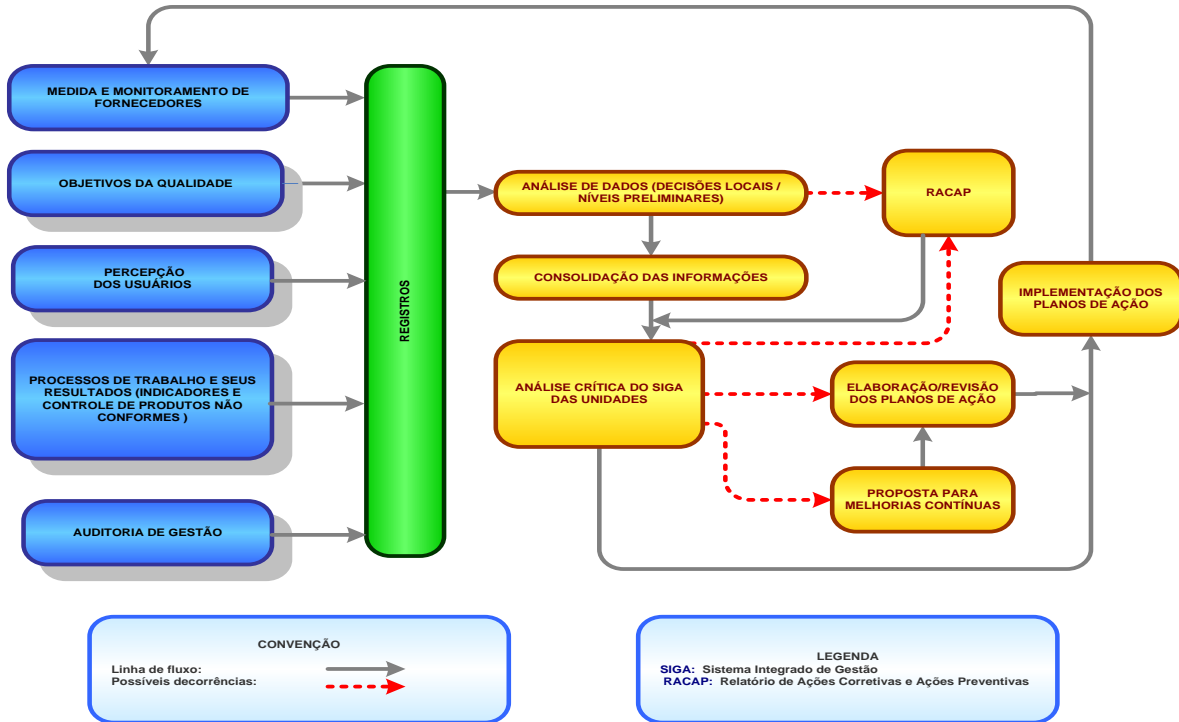 MEDIDA E MONITORAMENTO DE
FORNECEDORES
OBJETIVOS DA QUALIDADE
PERCEPÇÃO
DOS USUÁRIOS
PROCESSOS DE TRABALHO E SEUS
RESULTADOS (INDICADORES E
CONTROLE DE PRODUTOS NÃO
CONFORMES )
AUDITORIA DE GESTÃO
REGISTROS
ANÁLISE DE DADOS (DECISÕES LOCAIS /
NÍVEIS PRELIMINARES)
RACAP
CONSOLIDAÇÃO DAS INFORMAÇÕES
IMPLEMENTAÇÃO DOS
PLANOS DE AÇÃO
ANÁLISE CRÍTICA DO SIGA
DAS UNIDADES
ELABORAÇÃO/REVISÃO
DOS PLANOS DE AÇÃO
PROPOSTA PARA
MELHORIAS CONTÍNUAS
CONVENÇÃO
Linha de fluxo:
Possíveis decorrências:
LEGENDA
SIGA: Sistema Integrado de Gestão
RACAP: Relatório de Ações Corretivas e Ações Preventivas